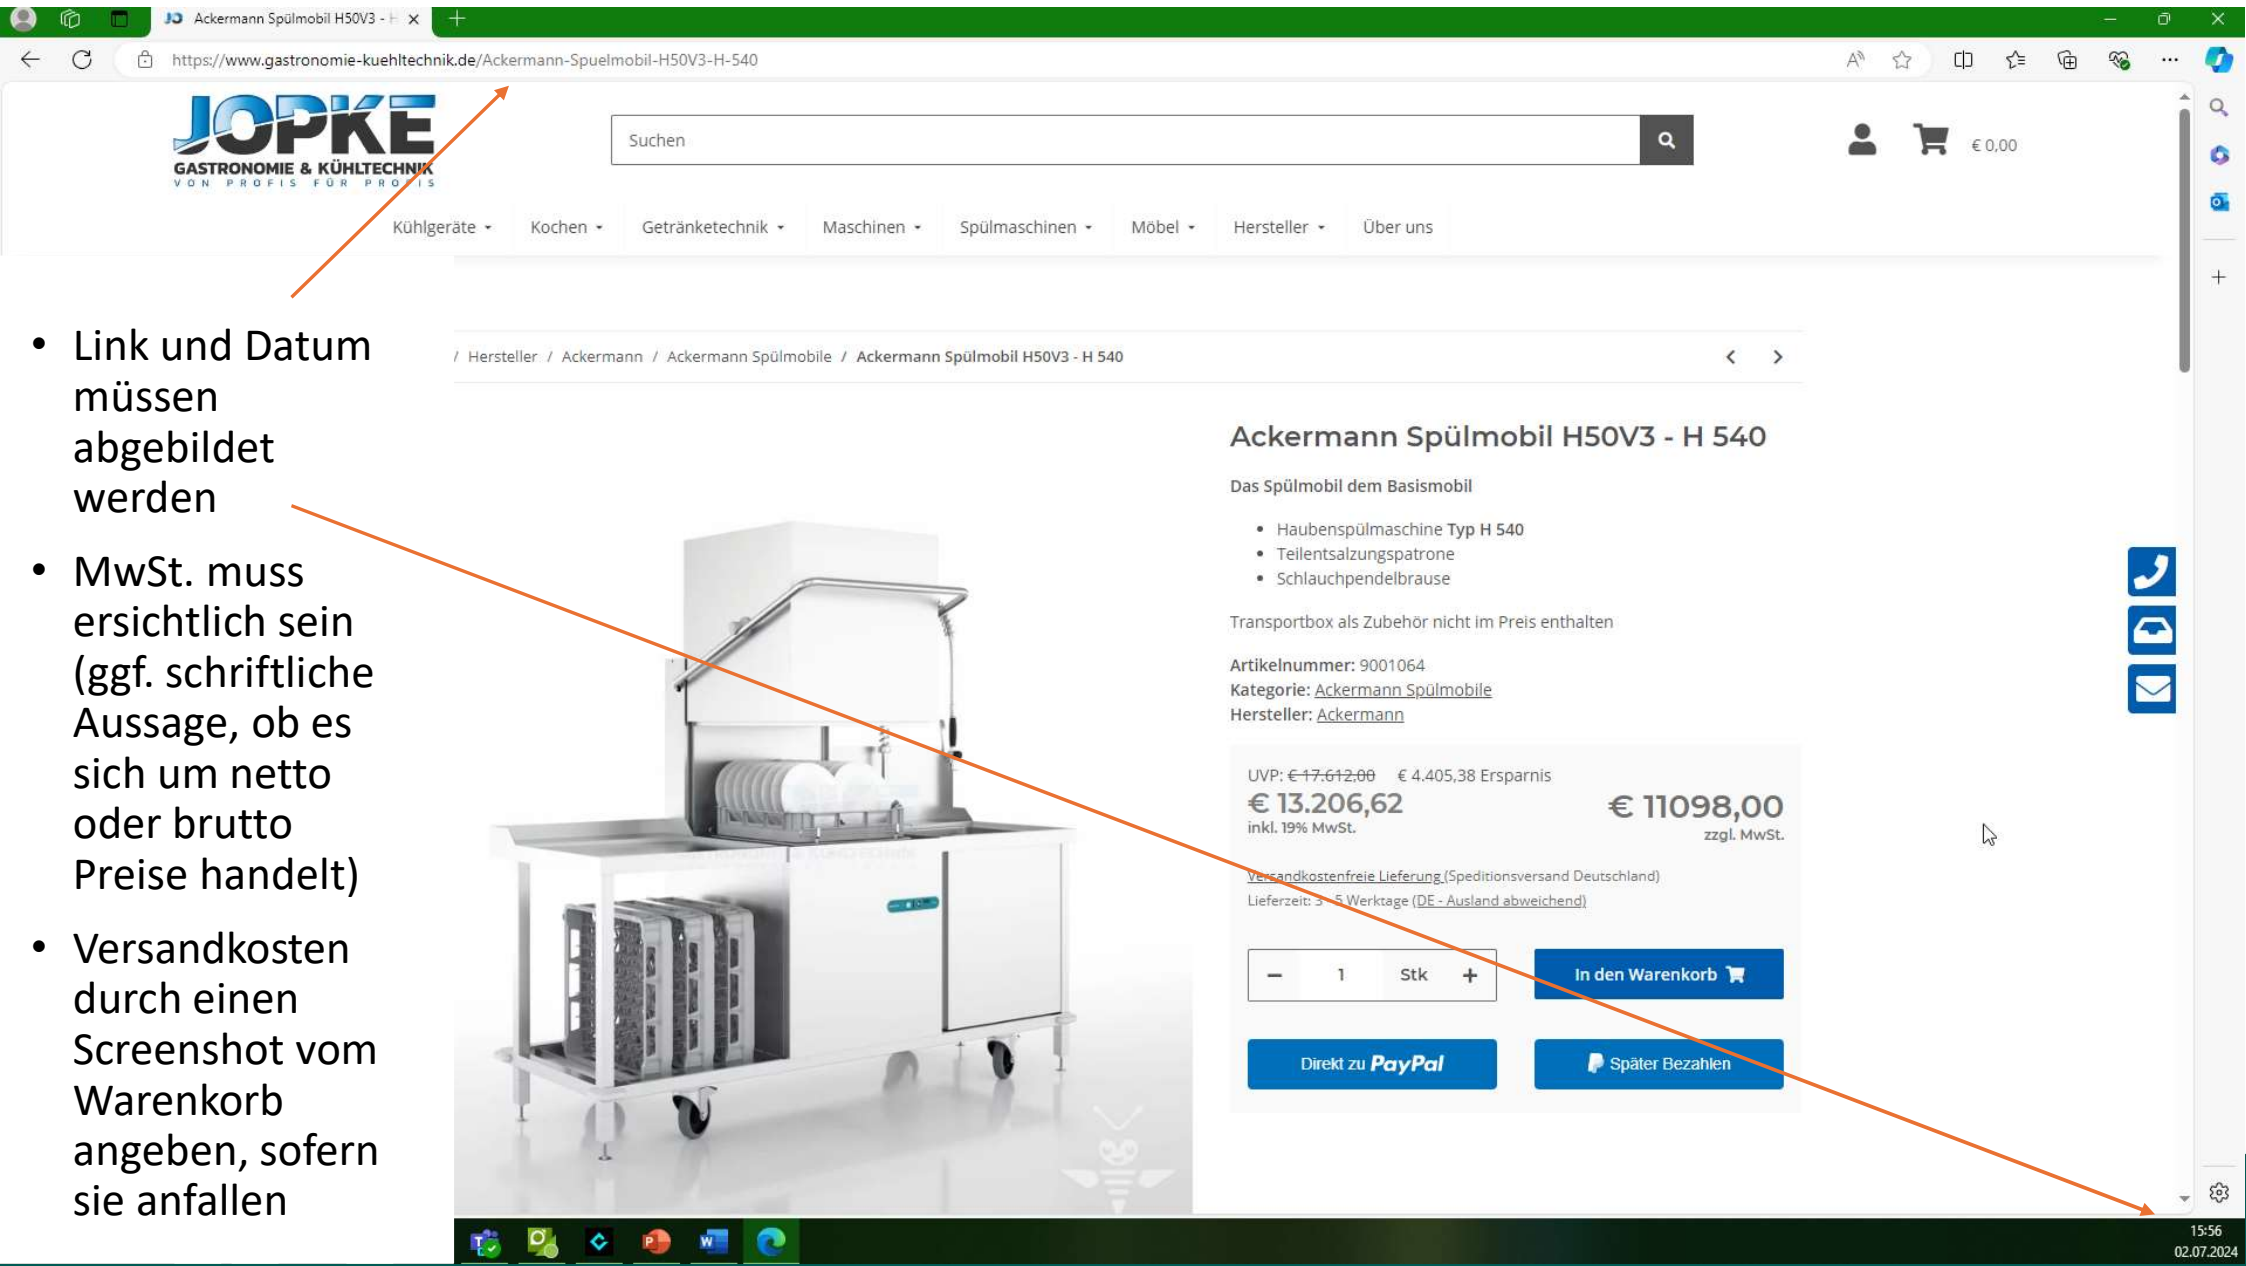 Ackermann Spülmobil H50V3 - H
https://www.gastronomie-kuehltechnik.de/Ackermann-Spuelmobil-H50V3-H-540
JOPKE
GASTRONOMIE & KÜHLTECHNIK
VON PROFIS FÜR PROFIS
Suchen
€ 0,00
Kühlgeräte Kochen Getränketechnik Maschinen Spülmaschinen Möbel Hersteller Über uns
• Link und Datum
müssen
abgebildet
werden
• MwSt. muss
ersichtlich sein
(ggf. schriftliche
Aussage, ob es
sich um netto
oder brutto
Preise handelt)
• Versandkosten
durch einen
Screenshot vom
Warenkorb
angeben, sofern
sie anfallen
/ Hersteller / Ackermann / Ackermann Spülmobile / Ackermann Spülmobil H50V3 - H 540
Ackermann Spülmobil H50V3 - H 540
Das Spülmobil dem Basismobil
• Haubenspülmaschine Typ H 540
• Teilentsalzungspatrone
• Schlauchpendelbrause
Transportbox als Zubehör nicht im Preis enthalten
Artikelnummer: 9001064
Kategorie: Ackermann Spülmobile
Hersteller: Ackermann
UVP: € 17.612,00 € 4.405,38 Ersparnis
€ 13.206,62
inkl. 19% MwSt.
€ 11098,00
zzgl. MwSt.
Versandkostenfreie Lieferung (Speditionsversand Deutschland)
Lieferzeit: 3 - 5 Werktage (DE - Ausland abweichend)
− 1 Stk +
In den Warenkorb
Direkt zu PayPal
Später Bezahlen
15:56
02.07.2024